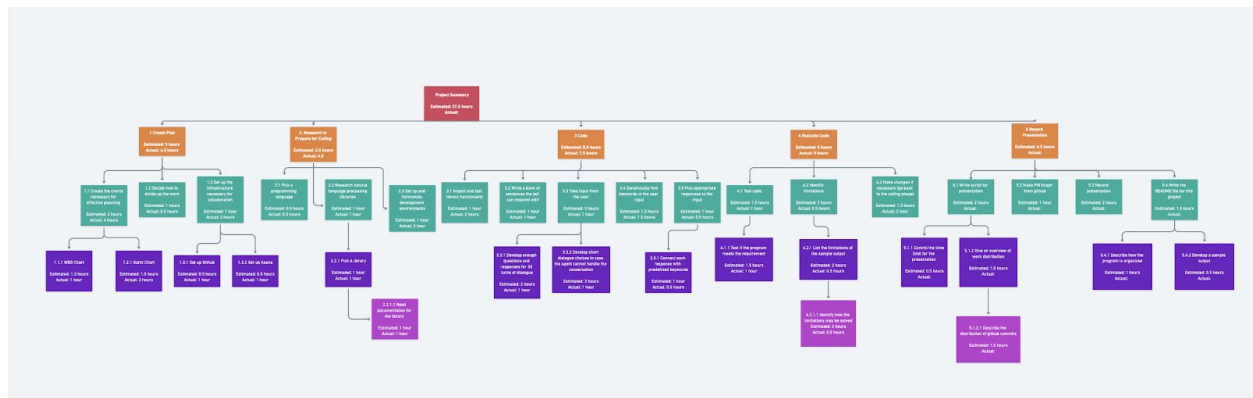 Project Summary
Estimated: 27.5 hours
Actual:
1 Create Plan
Estimated: 5 hours
Actual: 6.5 hours
2. Research to
Prepare for Coding
Estimated: 2.5 hours
Actual: 6.5
3 Code
Estimated: 8.5 hours
Actual: 7.5 hours
4 Evaluate Code
Estimated: 5 hours
Actual: 5 hours
5 Record
Presentation
Estimated: 6.5 hours
Actual:
1.1 Create the charts
necessary for
effective planning
Estimated: 3 hours
Actual: 4 hours
1.2 Decide how to
divide up the work
Estimated: 1 hours
Actual: 0.5 hours
1.3 Set up the
infrastructure
necessary for
collaboration
Estimated: 1 hour
Actual: 2 hours
2.1 Pick a
programming
language
Estimated: 0.5 hours
Actual: 0.5 hours
2.2 Research natural
language processing
libraries
Estimated: 1 hour
Actual: 1 hour
2.3 Set up and
harmonize
development
environments
Estimated: 1 hour
Actual: 5 hour
3.1 Import and test
library functionality
Estimated: 1 hour
Actual: 2 hours
3.2 Write a bank of
sentences the bot
can respond with
Estimated: 1 hour
Actual: 1 hour
3.3 Take input from
the user
Estimated: 3 hours
Actual: 1 hour
3.4 Dynamically find
keywords in the user
input
Estimated: 1.5 hours
Actual: 1.5 hours
3.5 Pick appropriate
responses to the
input
Estimated: 1 hour
Actual: 0.5 hours
4.1 Test code
Estimated: 1.5 hours
Actual: 1 hour
4.2 Identify
limitations
Estimated: 2 hours
Actual: 0.5 hours
4.3 Make changes if
necessary (go back
to the coding phase)
Estimated: 1.5 hours
Actual: 2 hour
5.1 Write script for
presentation
Estimated: 2 hours
Actual:
5.2 Make PM Graph
from github
Estimated: 1 hour
Actual:
5.3 Record
presentation
Estimated: 2 hours
Actual:
5.4 Write the
README file for this
project
Estimated: 1.5 hours
Actual:
1.1.1 WBS Chart
Estimated: 1.5 hours
Actual: 1 hour
1.2.1 Gantt Chart
Estimated: 1.5 hours
Actual: 3 hours
1.3.1 Set up Github
Estimated: 0.5 hours
Actual: 1 hour
1.3.2 Set up Asana
Estimated: 0.5 hours
Actual: 1 hour
2.2.1 Pick A library
Estimated: 1 hour
Actual: 1 hour
3.3.1 Develop enough
questions and
responses for 30
turns of dialogue
Estimated: 2 hours
Actual: 1 hour
3.3.2 Develop short
dialogue choices in case
the agent cannot handle the
conversation
Estimated: 3 hours
Actual: 1 hour
3.5.1 Connect each
response with
predefined keywords
Estimated: 1 hour
Actual: 0.5 hours
4.1.1 Test if the program
meets the requirement
Estimated: 1.5 hours
Actual: 1 hour
4.2.1 List the limitations of
the sample output
Estimated: 2 hours
Actual: 0.5 hours
5.1.1 Control the time
limit for the
presentation
Estimated: 0.5 hours
Actual:
5.1.2 Give an overview of
work distribution
Estimated: 1.5 hours
Actual:
5.4.1 Describe how the
program is organized
Estimated: 1 hours
Actual:
5.4.2 Develop a sample
output
Estimated: 0.5 hours
Actual:
2.2.1.1 Read
documentation for
the library
Estimated: 1 hour
Actual: 1 hour
4.2.1.1 Identify how the
limitations may be solved
Estimated: 2 hours
Actual: 0.5 hours
5.1.2.1 Describe the
distribution of github commits
Estimated: 1.5 hours
Actual: